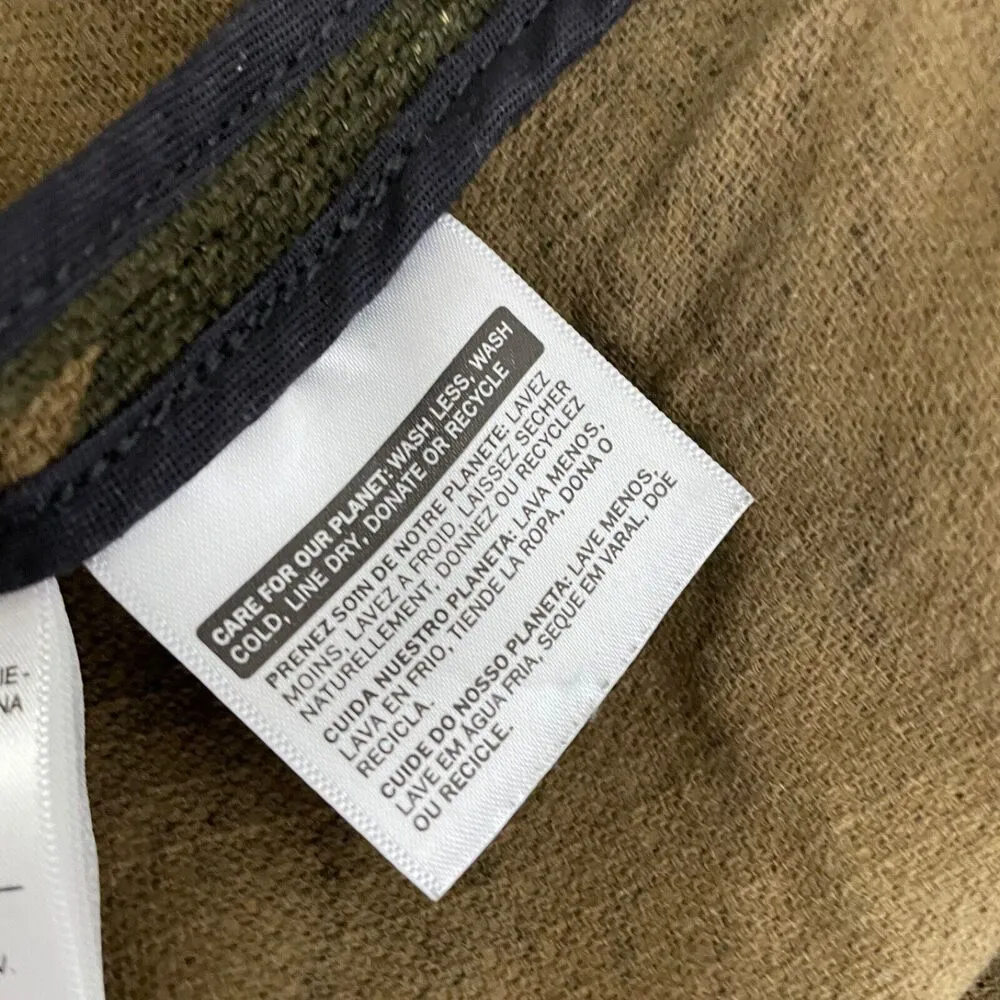 CARE FOR OUR PLANET: WASH LESS, WASH
COLD, LINE DRY, DONATE OR RECYCLE
PRENEZ SOIN DE NOTRE PLANÈTE: LAVEZ
MOINS, LAVEZ A FROID, LAISSEZ SECHER
NATURELLEMENT, DONNEZ OU RECYCLEZ
CUIDA NUESTRO PLANETA: LAVA MENOS,
LAVA EN FRIO, TIENDE LA ROPA, DONA O
RECICLA.
CUIDE DO NOSSO PLANETA: LAVE MENOS,
LAVE EM ÁGUA FRIA, SEQUE EM VARAL, DOE
OU RECICLE.